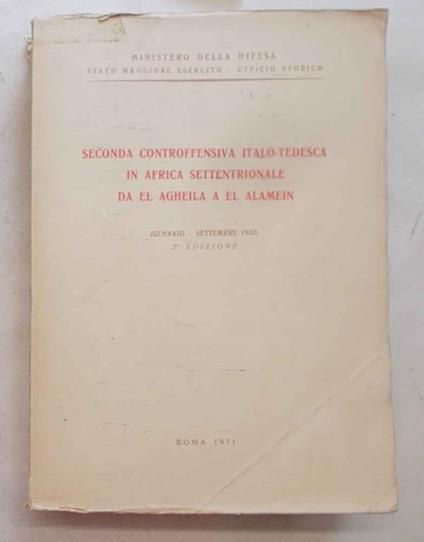 MINISTERO DELLA DIFESA
STATO MAGGIORE ESERCITO - UFFICIO STORICO
SECONDA CONTROFFENSIVA ITALO-TEDESCA
IN AFRICA SETTENTRIONALE
DA EL AGHEILA A EL ALAMEIN
(GENNAIO - SETTEMBRE 1942)
2ª EDIZIONE
ROMA 1971